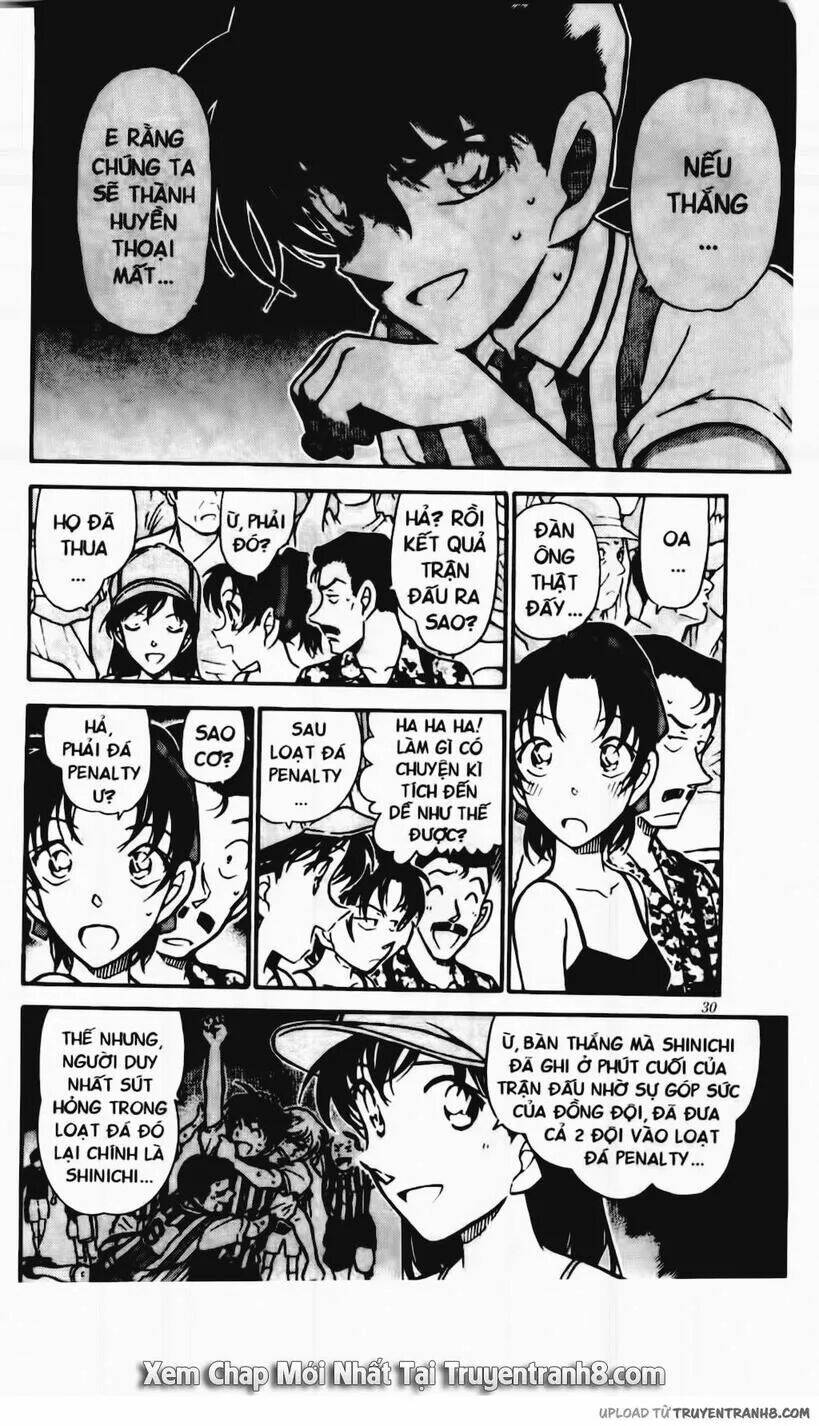 NẾU
THẮNG
...
E RẰNG
CHÚNG TA
SẼ THÀNH
HUYỀN
THOẠI
MẤT...
OA
...
ĐÀN
ÔNG
THẬT
ĐẤY...
HẢ? RỒI
KẾT QUẢ
TRẬN
ĐẤU RA
SAO?
Ừ, PHẢI
ĐÓ?
HỌ ĐÃ
THUA
...
HA HA HA!
LÀM GÌ CÓ
CHUYỆN KÌ
TÍCH ĐẾN
DỄ NHƯ THẾ
ĐƯỢC?
SAU
LOẠT ĐÁ
PENALTY
...
SAO
CƠ?
HẢ,
PHẢI ĐÁ
PENALTY
Ư?
30
Ừ, BÀN THẮNG MÀ SHINICHI
ĐÃ GHI Ở PHÚT CUỐI CỦA
TRẬN ĐẤU NHỜ SỰ GÓP SỨC
CỦA ĐỒNG ĐỘI, ĐÃ ĐƯA
CẢ 2 ĐỘI VÀO LOẠT
ĐÁ PENALTY...
THẾ NHƯNG,
NGƯỜI DUY
NHẤT SÚT
HỎNG TRONG
LOẠT ĐÁ ĐÓ
LẠI CHÍNH LÀ
SHINICHI...
Xem Chap Mới Nhất Tại Truyentranh8.com
UPLOAD TỪ TRUYENTRANH8.COM